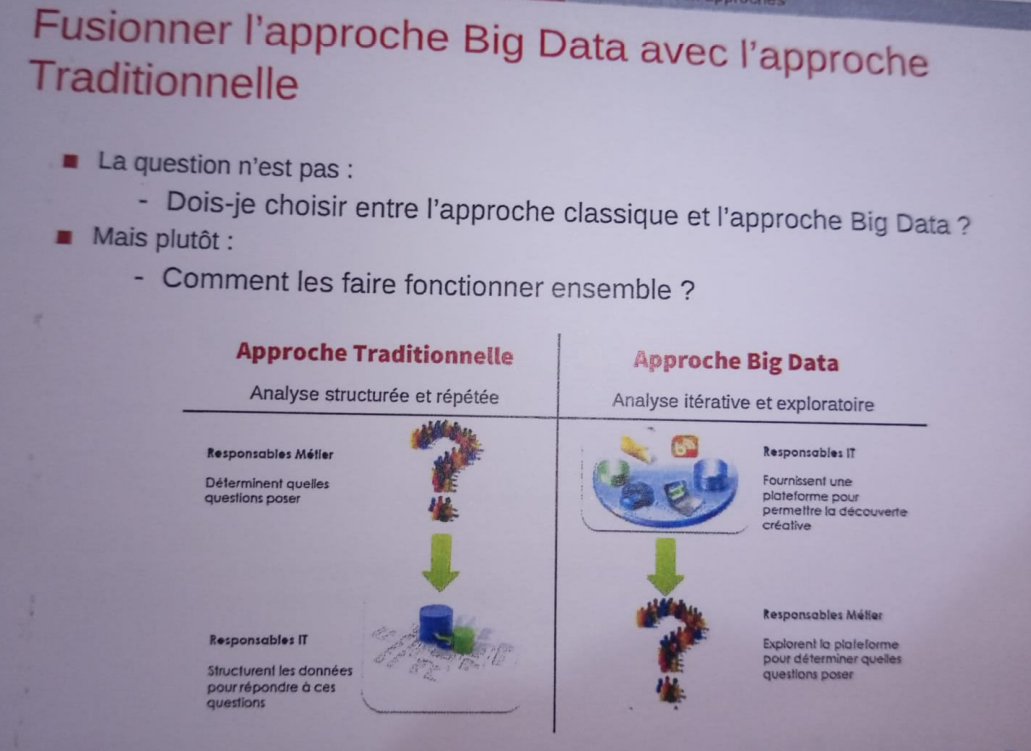 Fusionner l'approche Big Data avec l'approche
Traditionnelle
La question n'est pas :
- Dois-je choisir entre l'approche classique et l'approche Big Data ?
Mais plutôt :
- Comment les faire fonctionner ensemble ?
Approche Traditionnelle
Analyse structurée et répétée
Responsables Métier
Déterminent quelles
questions poser
Responsables IT
Structurent les données
pour répondre à ces
questions
Approche Big Data
Analyse itérative et exploratoire
Responsables IT
Fournissent une
plateforme pour
permettre la découverte
créative
Responsables Métier
Explorent la plateforme
pour déterminer quelles
questions poser